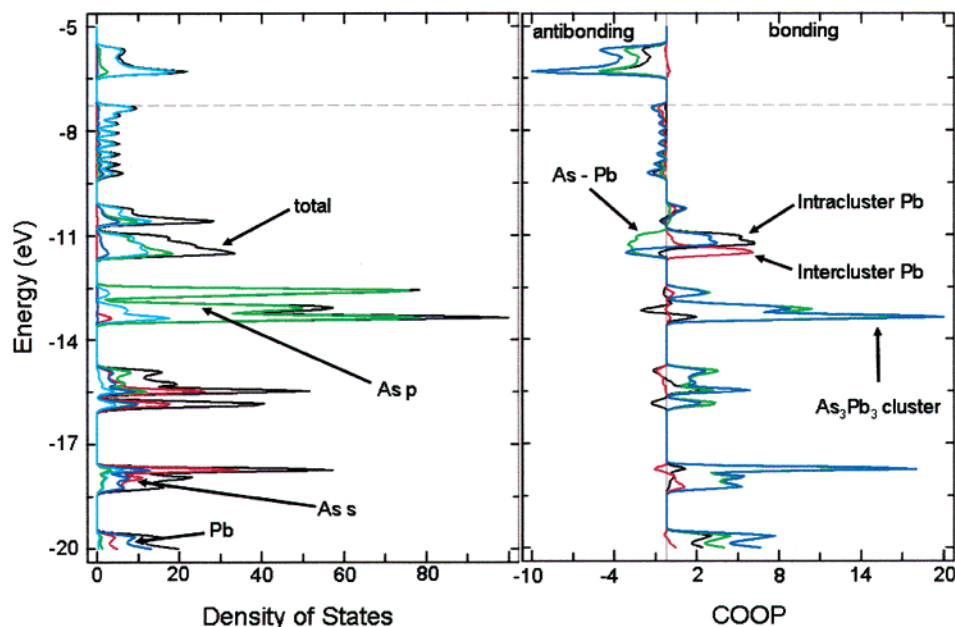 antibonding
bonding
-5
-8
-11
-14
-17
-20
Energy (eV)
total
As p
As s
Pb
0
20
40
60
80
Density of States
As - Pb
Intracluster Pb
Intercluster Pb
As₃Pb₃ cluster
-10
-4
2
8
14
20
COOP